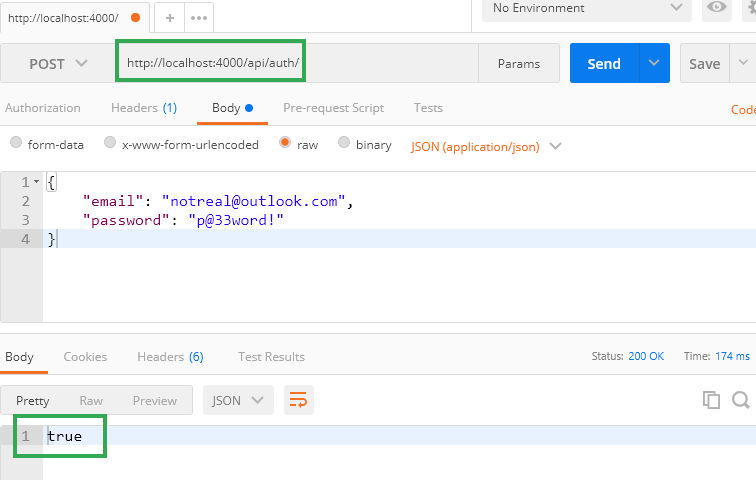 http://localhost:4000/
+
•••
No Environment
POST
http://localhost:4000/api/auth/
Params
Send
Save
Authorization
Headers (1)
Body
Pre-request Script
Tests
Code
form-data
x-www-form-urlencoded
raw
binary
JSON (application/json)
1 {
2 "email": "notreal@outlook.com",
3 "password": "p@33word!"
4 }
Body
Cookies
Headers (6)
Test Results
Status: 200 OK
Time: 174 ms
Pretty
Raw
Preview
JSON
1 true